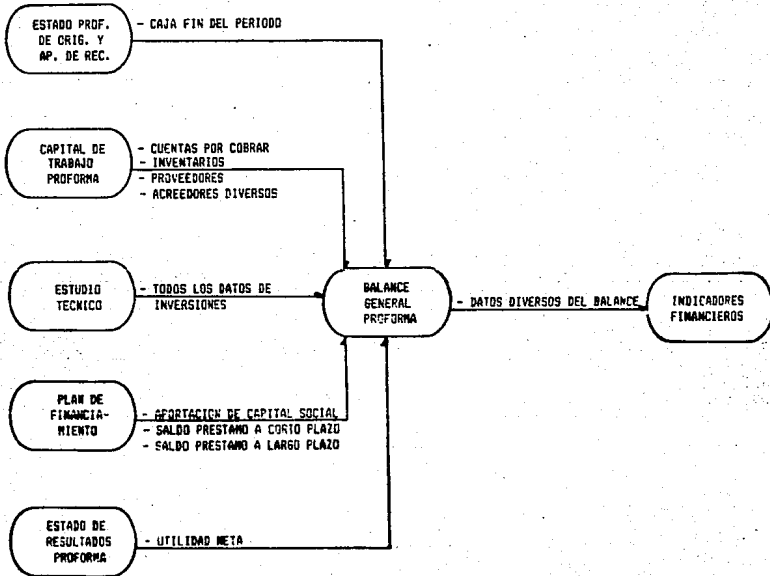 ESTADO PROF.
DE ORIG. Y
AP. DE REC.
- CAJA FIN DEL PERIODO
CAPITAL DE
TRABAJO
PROFORMA
- CUENTAS POR COBRAR
- INVENTARIOS
- PROVEEDORES
- ACREEDORES DIVERSOS
ESTUDIO
TECNICO
- TODOS LOS DATOS DE
INVERSIONES
BALANCE
GENERAL
PROFORMA
- DATOS DIVERSOS DEL BALANCE
INDICADORES
FINANCIEROS
PLAN DE
FINANCIA-
MIENTO
- APORTACION DE CAPITAL SOCIAL
- SALDO PRESTAMO A CORTO PLAZO
- SALDO PRESTAMO A LARGO PLAZO
ESTADO DE
RESULTADOS
PROFORMA
- UTILIDAD NETA